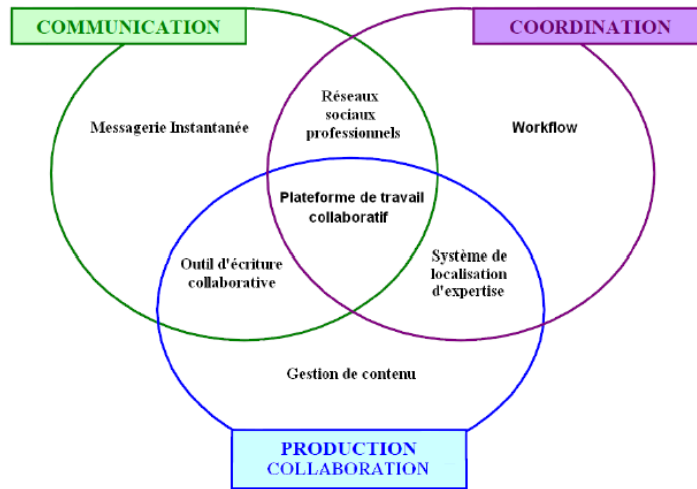 COMMUNICATION
COORDINATION
Réseaux
sociaux
professionnels
Messagerie Instantanée
Workflow
Plateforme de travail
collaboratif
Outil d'écriture
collaborative
Système de
localisation
d'expertise
Gestion de contenu
PRODUCTION
COLLABORATION